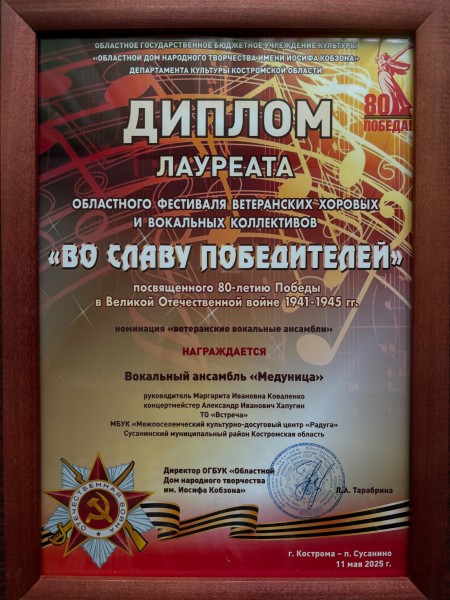 ОБЛАСТНОЕ ГОСУДАРСТВЕННОЕ БЮДЖЕТНОЕ УЧРЕЖДЕНИЕ КУЛЬТУРЫ
«ОБЛАСТНОЙ ДОМ НАРОДНОГО ТВОРЧЕСТВА ИМЕНИ ИОСИФА КОБЗОНА»
ДЕПАРТАМЕНТА КУЛЬТУРЫ КОСТРОМСКОЙ ОБЛАСТИ
80
ПОБЕДА!
ДИПЛОМ
ЛАУРЕАТА
ОБЛАСТНОГО ФЕСТИВАЛЯ ВЕТЕРАНСКИХ ХОРОВЫХ
И ВОКАЛЬНЫХ КОЛЛЕКТИВОВ
«ВО СЛАВУ ПОБЕДИТЕЛЕЙ»
посвященного 80-летию Победы
в Великой Отечественной войне 1941-1945 гг.
номинация «ветеранские вокальные ансамбли»
НАГРАЖДАЕТСЯ
Вокальный ансамбль «Медуница»
руководитель Маргарита Ивановна Коваленко
концертмейстер Александр Иванович Хапугин
ТО «Встреча»
МБУК «Межпоселенческий культурно-досуговый центр «Радуга»
Сусанинский муниципальный район Костромская область
Директор ОГБУК «Областной
Дом народного творчества
им. Иосифа Кобзона»
Л.А. Тарабрина
ОТЕЧЕСТВЕННАЯ ВОЙНА
г. Кострома – п. Сусанино
11 мая 2025 г.